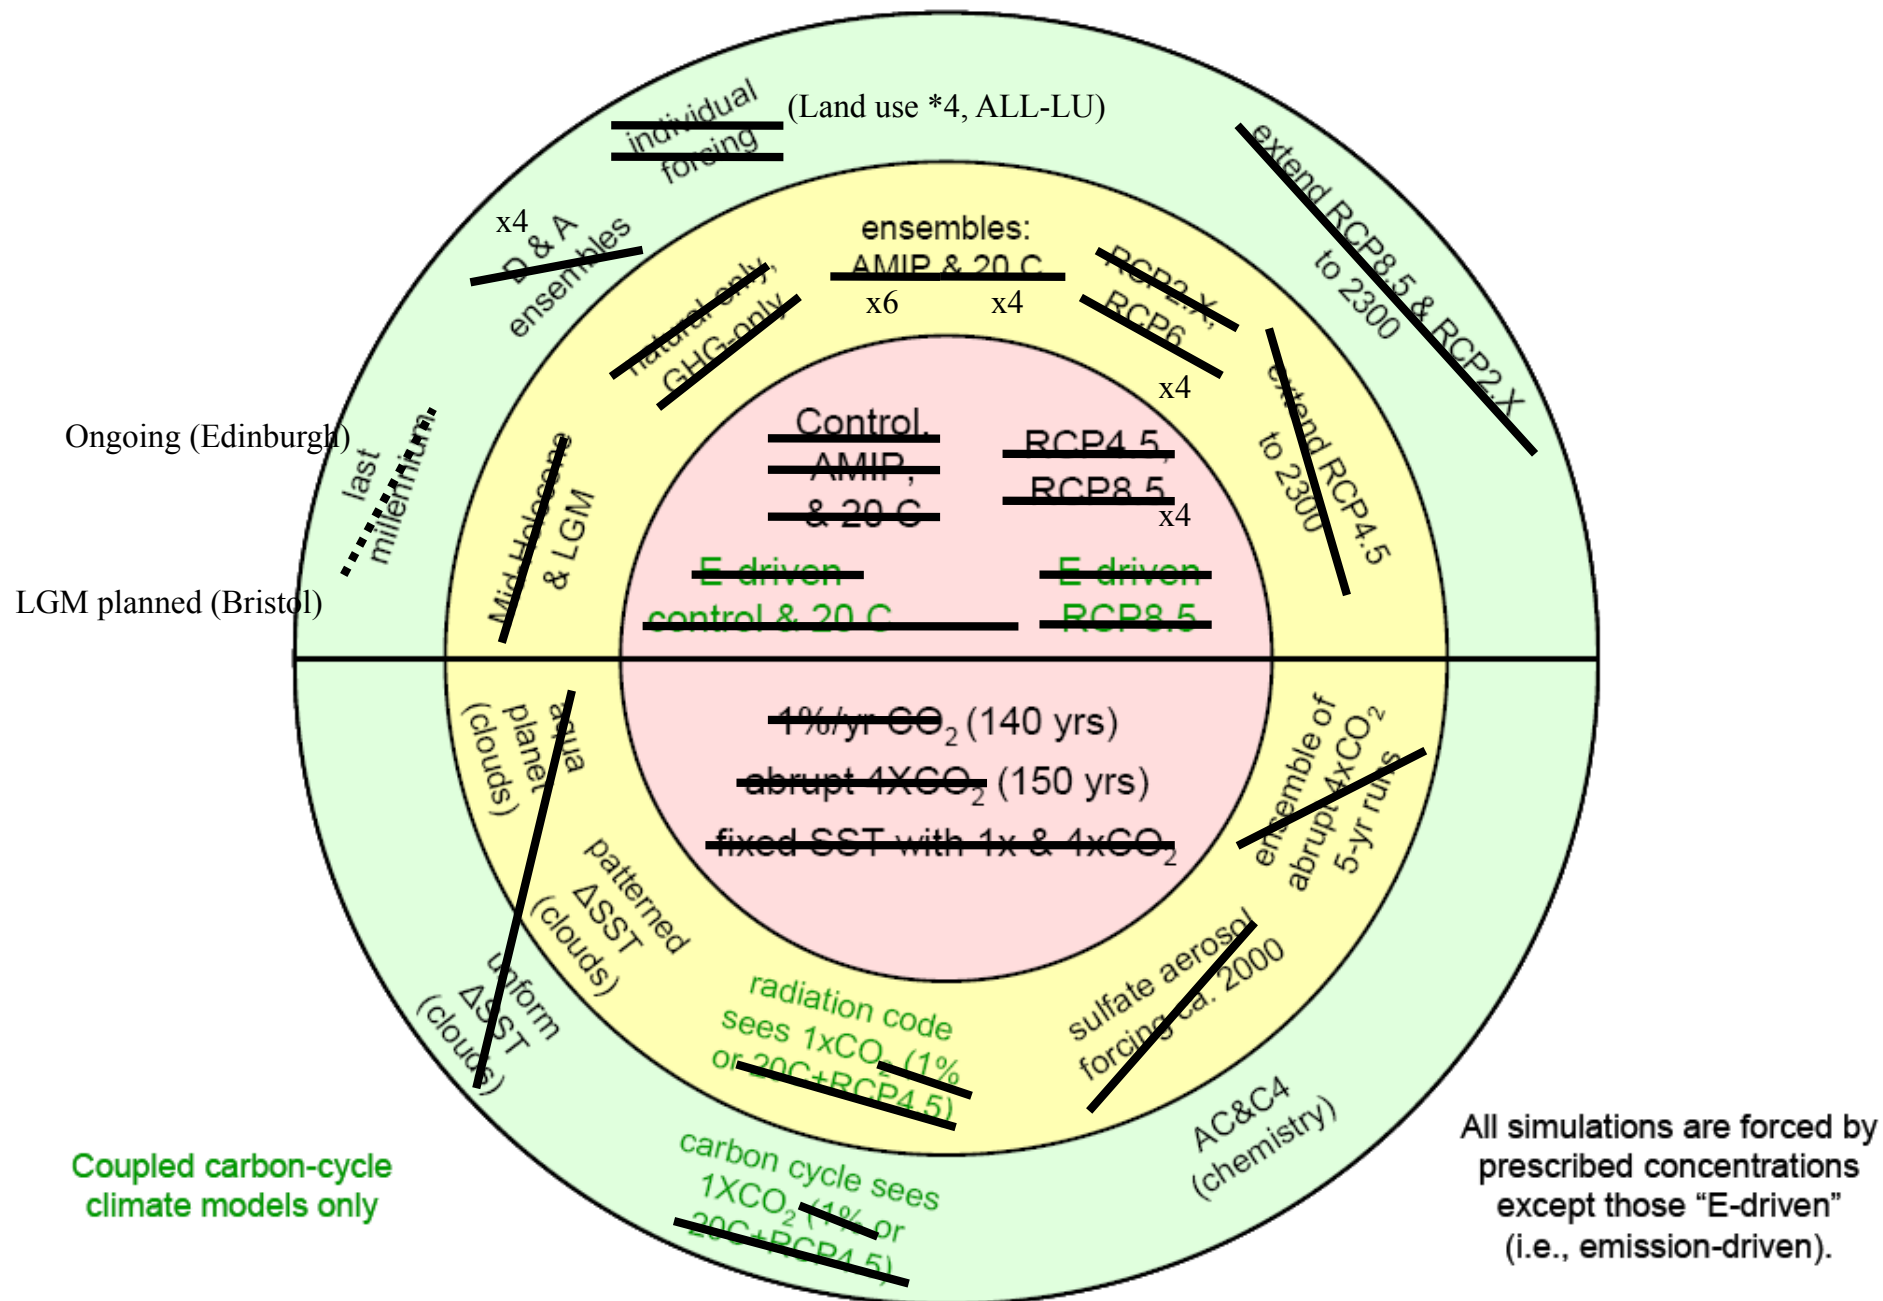 individual
forcing
(Land use *4, ALL-LU)
x4
D & A
ensembles
extend RCP8.5 & RCP2.X
to 2300
ensembles:
AMIP & 20 C
x6
x4
natural-only,
GHG-only
RCP2.X,
RCP6
x4
extend RCP4.5
to 2300
Ongoing (Edinburgh)
last
millennium
LGM planned (Bristol)
Mid-Holocene
& LGM
Control,
AMIP,
& 20 C
RCP4.5,
RCP8.5
x4
E-driven
control & 20 C
E-driven
RCP8.5
1%/yr CO₂ (140 yrs)
abrupt 4XCO₂ (150 yrs)
fixed SST with 1x & 4xCO₂
aqua
planet
(clouds)
patterned
ΔSST
(clouds)
uniform
ΔSST
(clouds)
ensemble of
abrupt 4xCO₂
5-yr runs
sulfate aerosol
forcing ca. 2000
radiation code
sees 1xCO₂ (1%
or 20C+RCP4.5)
carbon cycle sees
1XCO₂ (1% or
20C+RCP4.5)
AC&C4
(chemistry)
Coupled carbon-cycle
climate models only
All simulations are forced by
prescribed concentrations
except those “E-driven”
(i.e., emission-driven).